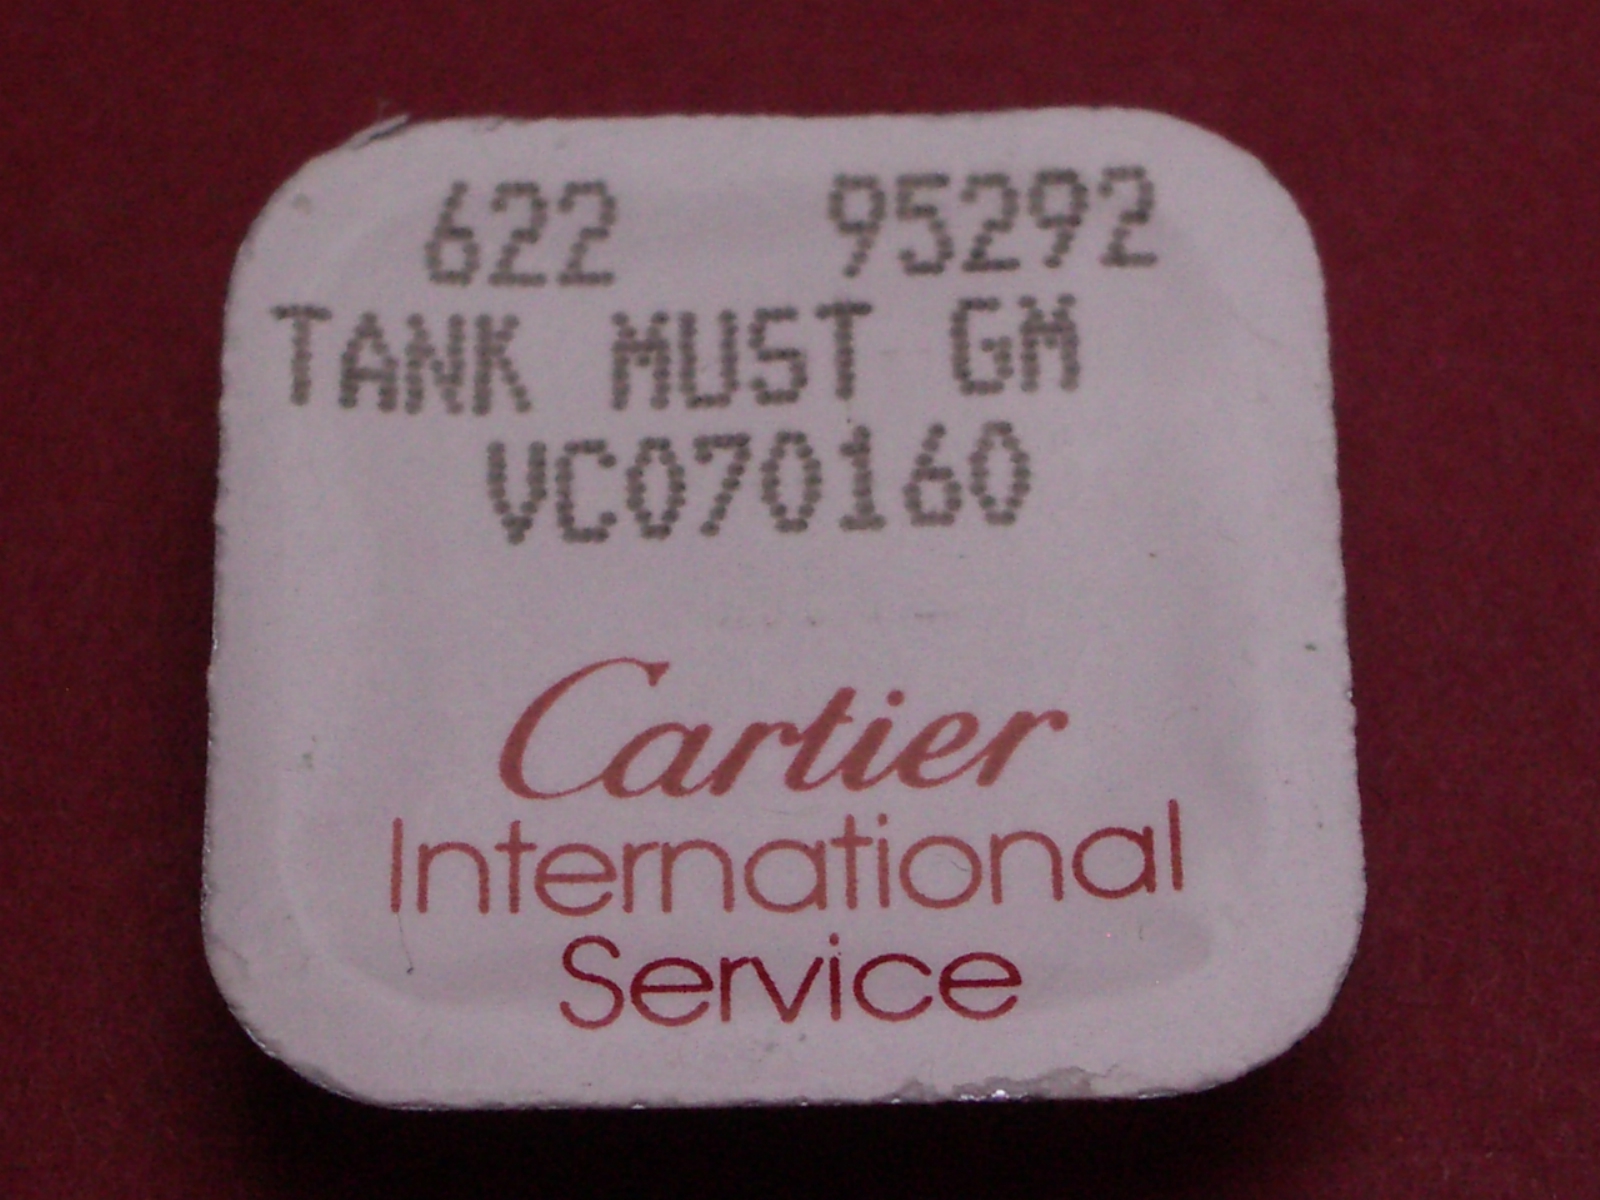 622 95292
TANK MUST GM
VC070160
Cartier
International
Service